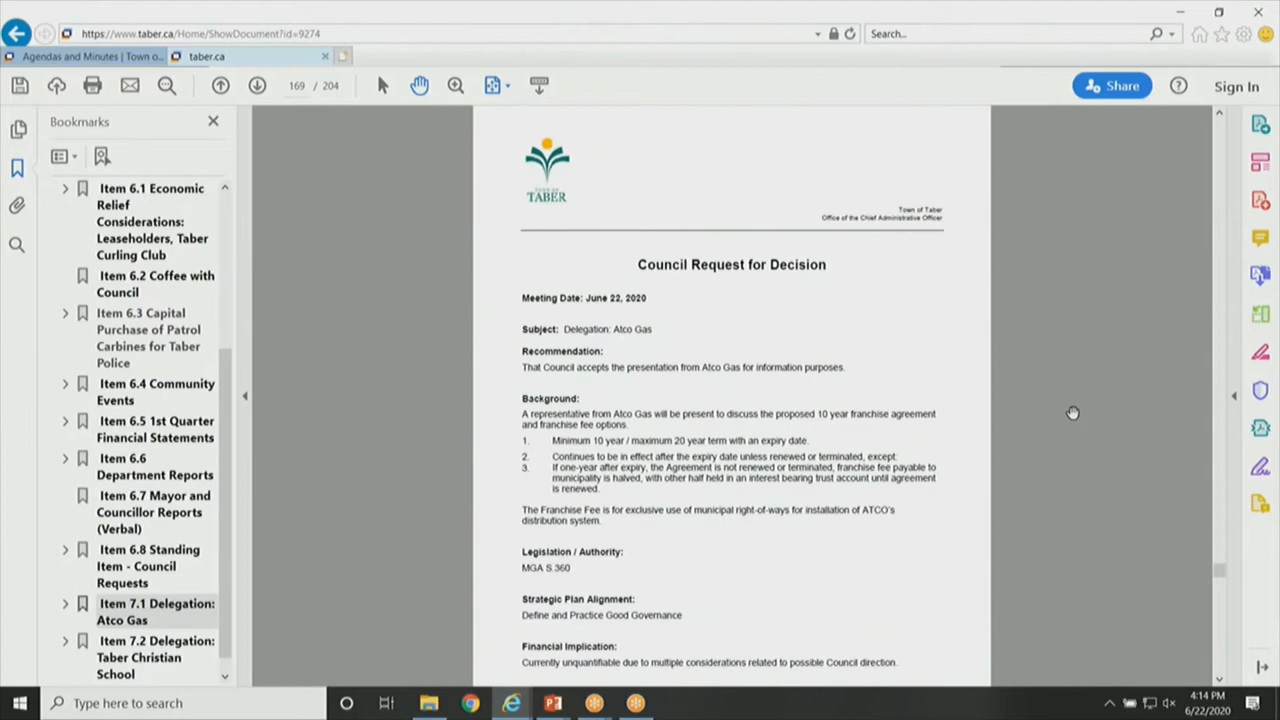 https://www.taber.ca/Home/ShowDocument?id=9274
Search...
Agendas and Minutes | Town o...
taber.ca
169 / 204
Share
Sign In
Bookmarks
Item 6.1 Economic
Relief
Considerations:
Leaseholders, Taber
Curling Club
Item 6.2 Coffee with
Council
Item 6.3 Capital
Purchase of Patrol
Carbines for Taber
Police
Item 6.4 Community
Events
Item 6.5 1st Quarter
Financial Statements
Item 6.6
Department Reports
Item 6.7 Mayor and
Councillor Reports
(Verbal)
Item 6.8 Standing
Item - Council
Requests
Item 7.1 Delegation:
Atco Gas
Item 7.2 Delegation:
Taber Christian
School
TOWN OF
TABER
Town of Taber
Office of the Chief Administrative Officer
Council Request for Decision
Meeting Date: June 22, 2020
Subject: Delegation: Atco Gas
Recommendation:
That Council accepts the presentation from Atco Gas for information purposes.
Background:
A representative from Atco Gas will be present to discuss the proposed 10 year franchise agreement
and franchise fee options.
1. Minimum 10 year / maximum 20 year term with an expiry date.
2. Continues to be in effect after the expiry date unless renewed or terminated, except:
3. If one-year after expiry, the Agreement is not renewed or terminated, franchise fee payable to
municipality is halved, with other half held in an interest bearing trust account until agreement
is renewed.
The Franchise Fee is for exclusive use of municipal right-of-ways for installation of ATCO's
distribution system.
Legislation / Authority:
MGA S.360
Strategic Plan Alignment:
Define and Practice Good Governance
Financial Implication:
Currently unquantifiable due to multiple considerations related to possible Council direction.
Type here to search
4:14 PM
6/22/2020